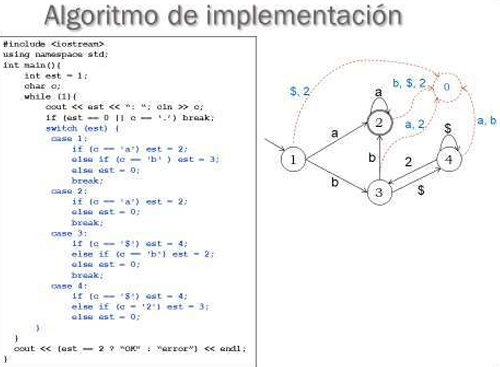 Algoritmo de implementación
#include <iostream>
using namespace std;
int main(){
int est = 1;
char c;
while (1){
cout << est << ": "; cin >> c;
if (est == 0 || c == '.') break;
switch (est) {
case 1:
if (c == 'a') est = 2;
else if (c == 'b' ) est = 3;
else est = 0;
break;
case 2:
if (c == 'a') est = 2;
else est = 0;
break;
case 3:
if (c == '$') est = 4;
else if (c == 'b') est = 2;
else est = 0;
break;
case 4:
if (c == '$') est = 4;
else if (c = '2') est = 3;
else est = 0;
}
}
cout << (est == 2 ? "OK" : "error") << endl;
}
$, 2
a
b, $, 2
0
2
a
a, 2
$
a, b
1
b
2
4
b
3
$